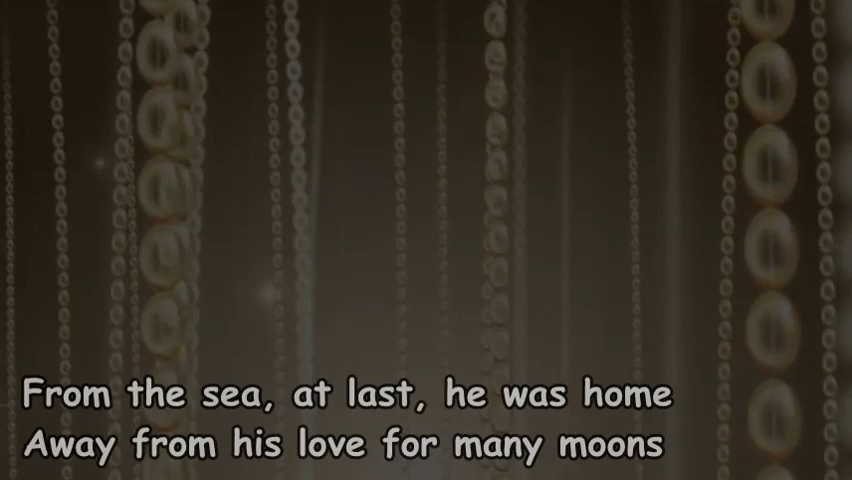 From the sea, at last, he was home
Away from his love for many moons